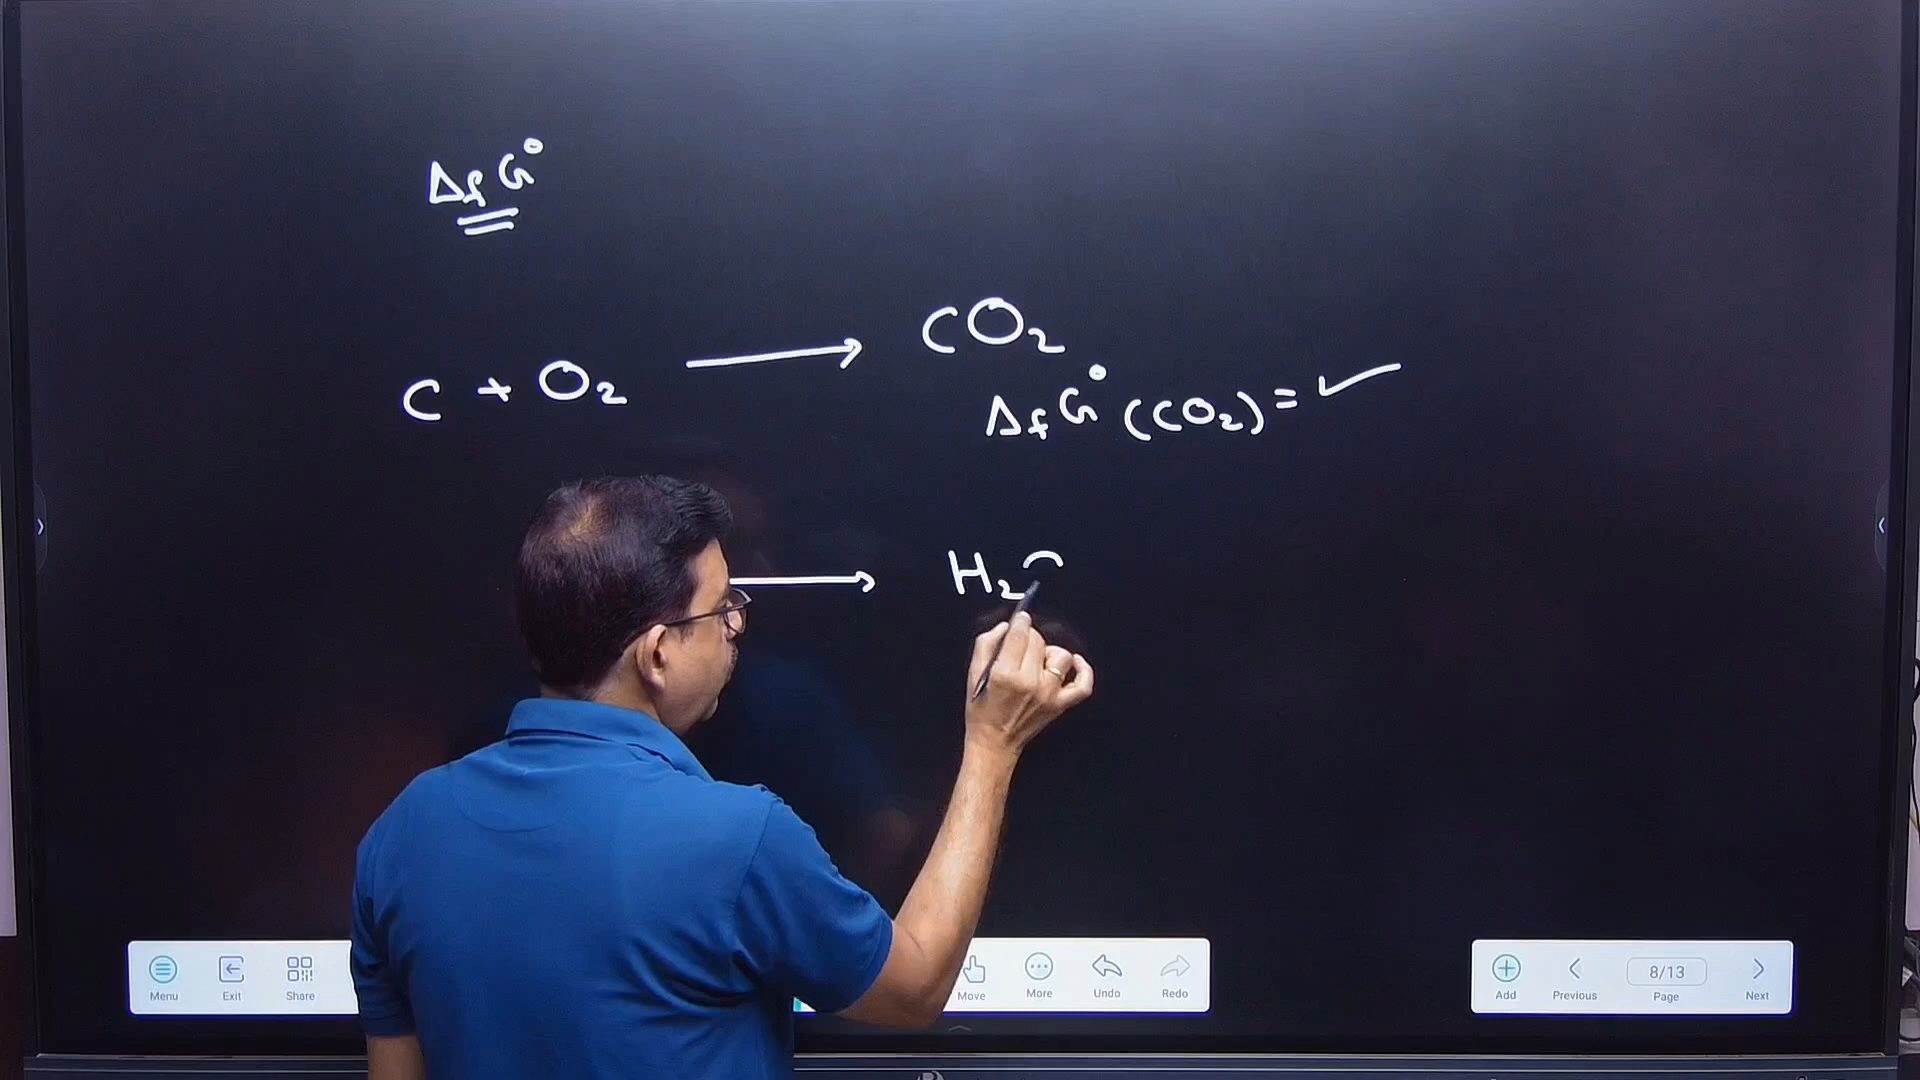 ΔfG°
C + O2 ⟶ CO2
ΔfG° (CO2) = ✓
⟶ H2
Menu Exit Share Move More Undo Redo
Add Previous 8/13 Page Next